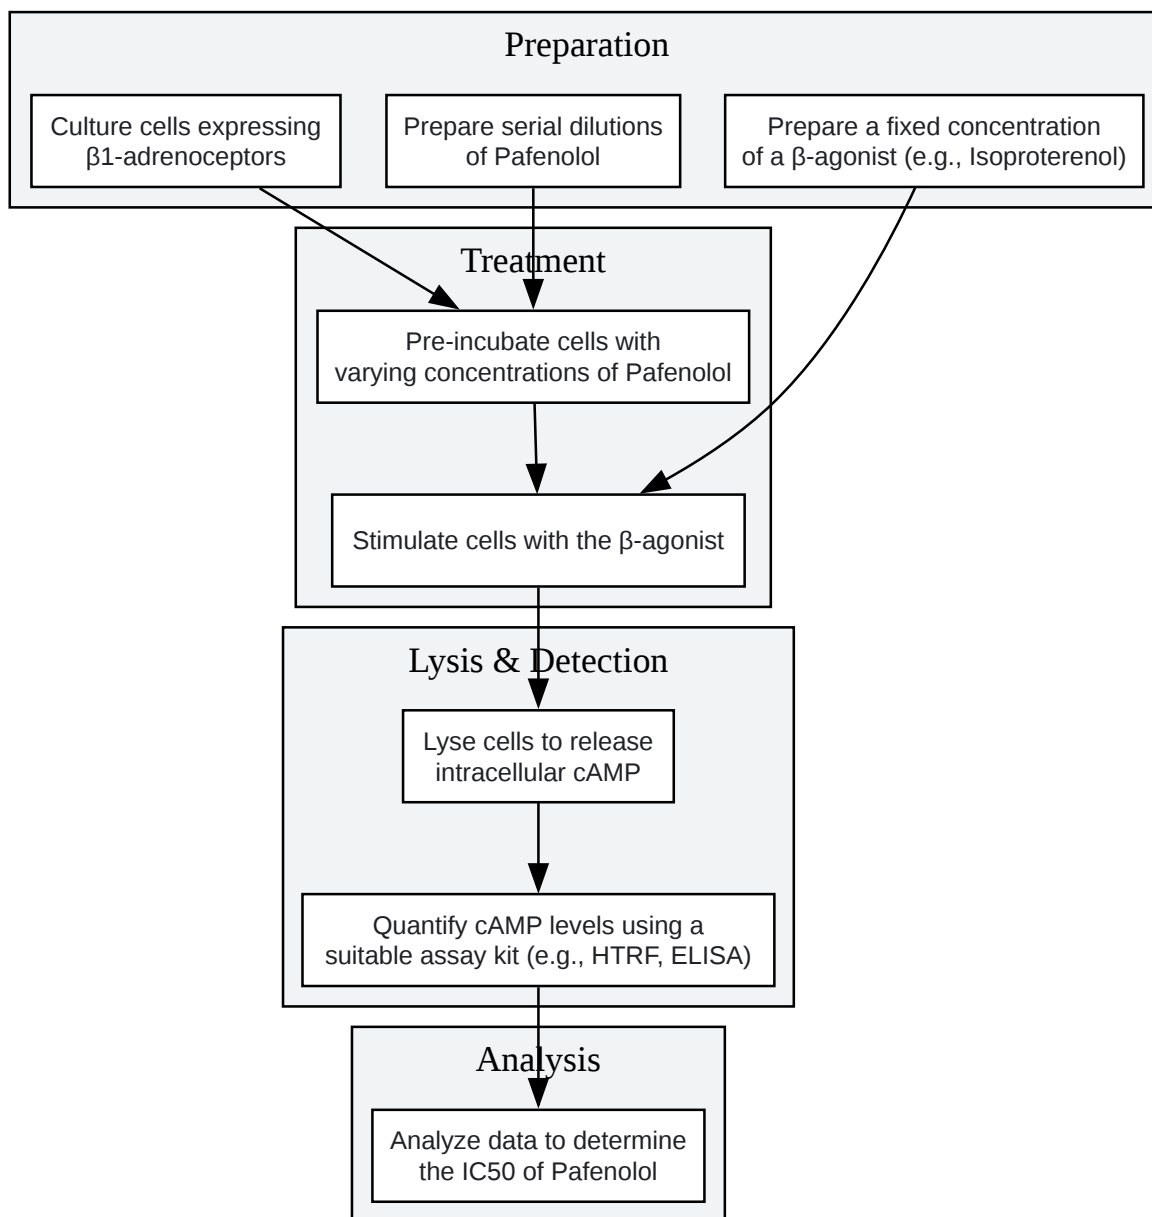 Preparation
Culture cells expressing
β1-adrenoceptors
Prepare serial dilutions
of Pafenolol
Prepare a fixed concentration
of a β-agonist (e.g., Isoproterenol)
Treatment
Pre-incubate cells with
varying concentrations of Pafenolol
Stimulate cells with the β-agonist
Lysis & Detection
Lyse cells to release
intracellular cAMP
Quantify cAMP levels using a
suitable assay kit (e.g., HTRF, ELISA)
Analysis
Analyze data to determine
the IC50 of Pafenolol